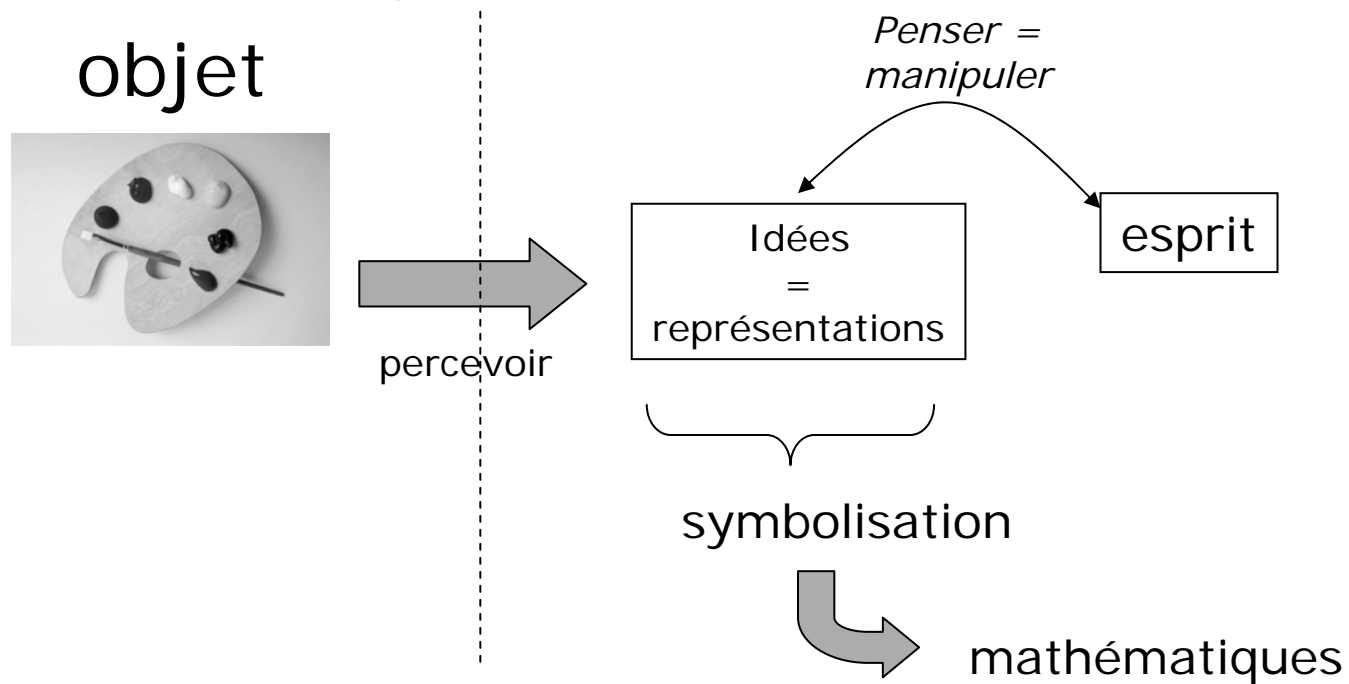 objet
Penser =
manipuler
Idées
=
représentations
esprit
percevoir
symbolisation
mathématiques